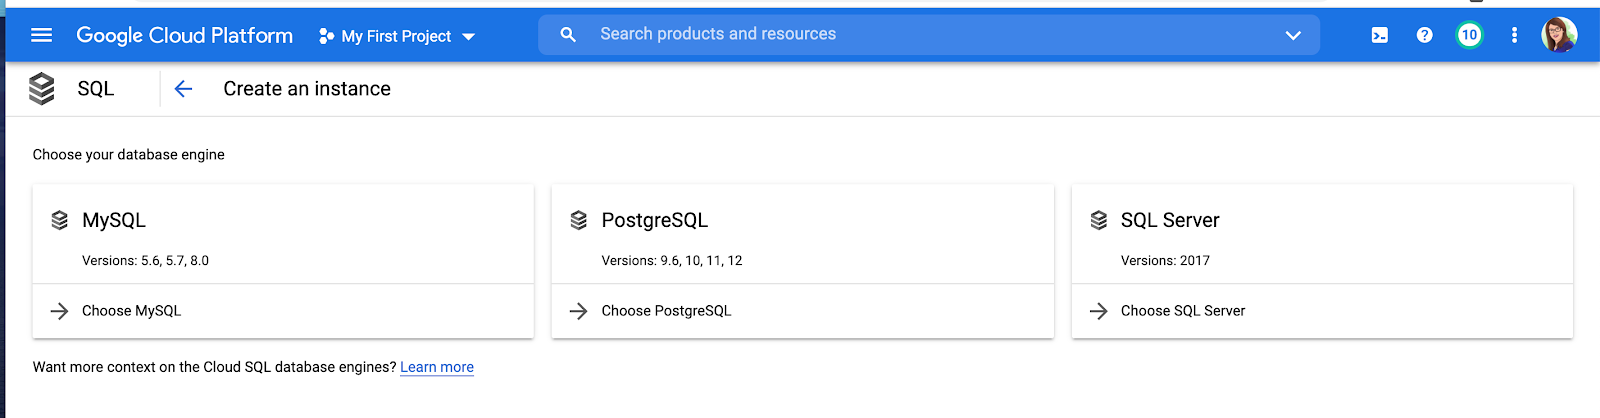 Google Cloud Platform My First Project Search products and resources 10
SQL Create an instance
Choose your database engine
MySQL
Versions: 5.6, 5.7, 8.0
Choose MySQL
PostgreSQL
Versions: 9.6, 10, 11, 12
Choose PostgreSQL
SQL Server
Versions: 2017
Choose SQL Server
Want more context on the Cloud SQL database engines? Learn more